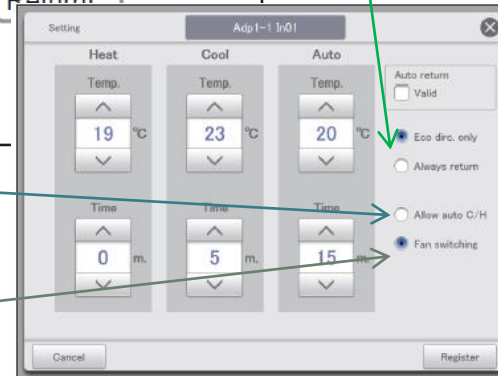 Return
Setting
Adp1-1 In01
Heat
Cool
Auto
Temp.
Temp.
Temp.
Auto return
Valid
19 °C
23 °C
20 °C
Eco dirc. only
Always return
Time
Time
Time
Allow auto C/H
0 m.
5 m.
15 m.
Fan switching
Cancel
Register